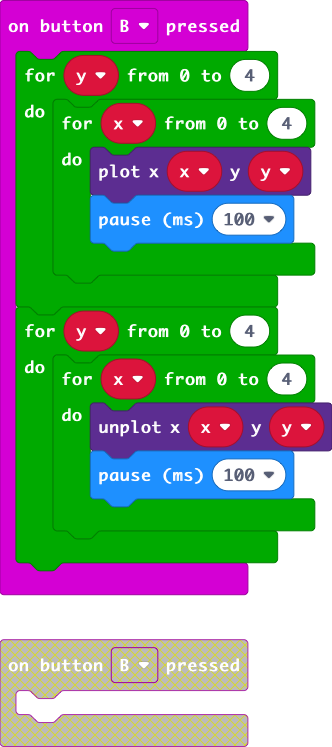 on button B pressed
for y from 0 to 4
do
for x from 0 to 4
do
plot x x y y
pause (ms) 100
for y from 0 to 4
do
for x from 0 to 4
do
unplot x x y y
pause (ms) 100
on button B pressed